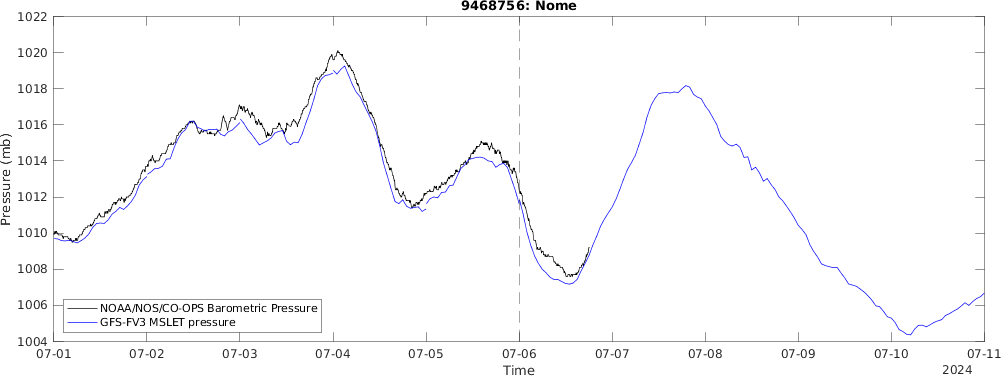 9468756: Nome
1022
1020
1018
1016
1014
1012
1010
1008
1006
1004
Pressure (mb)
NOAA/NOS/CO-OPS Barometric Pressure
GFS-FV3 MSLET pressure
07-01 07-02 07-03 07-04 07-05 07-06 07-07 07-08 07-09 07-10 07-11
Time
2024